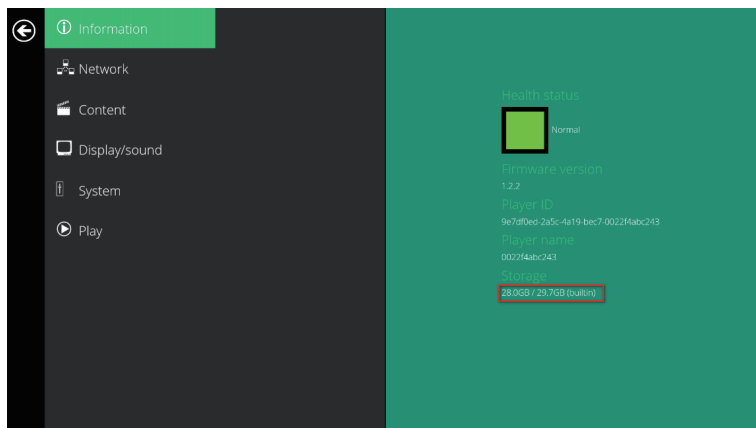 Information
Network
Content
Display/sound
System
Play
Health status
Normal
Firmware version
1.2.2
Player ID
9e7df0ed-2a5c-4a19-bec7-0022f4abc243
Player name
0022f4abc243
Storage
28.0GB / 29.7GB (builtin)